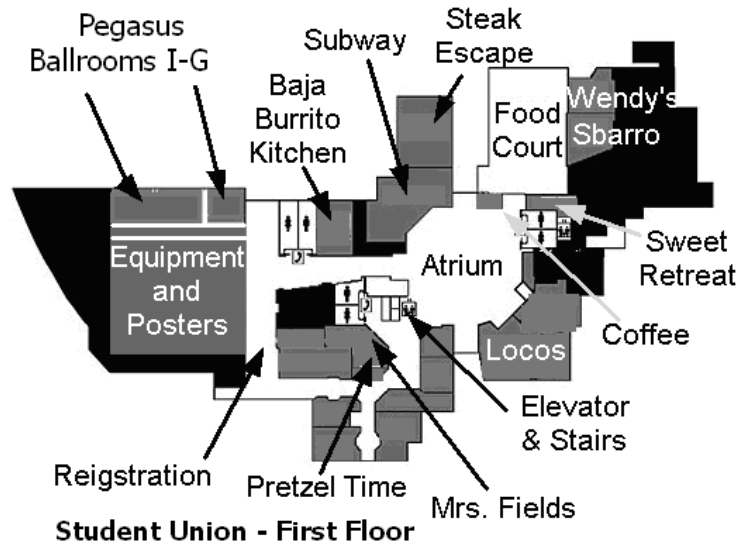 Pegasus
Ballrooms I-G
Subway
Steak
Escape
Baja
Burrito
Kitchen
Food
Court
Wendy's
Sbarro
Equipment
and
Posters
Atrium
Sweet
Retreat
Coffee
Locos
Elevator
& Stairs
Reigstration
Pretzel Time
Mrs. Fields
Student Union - First Floor